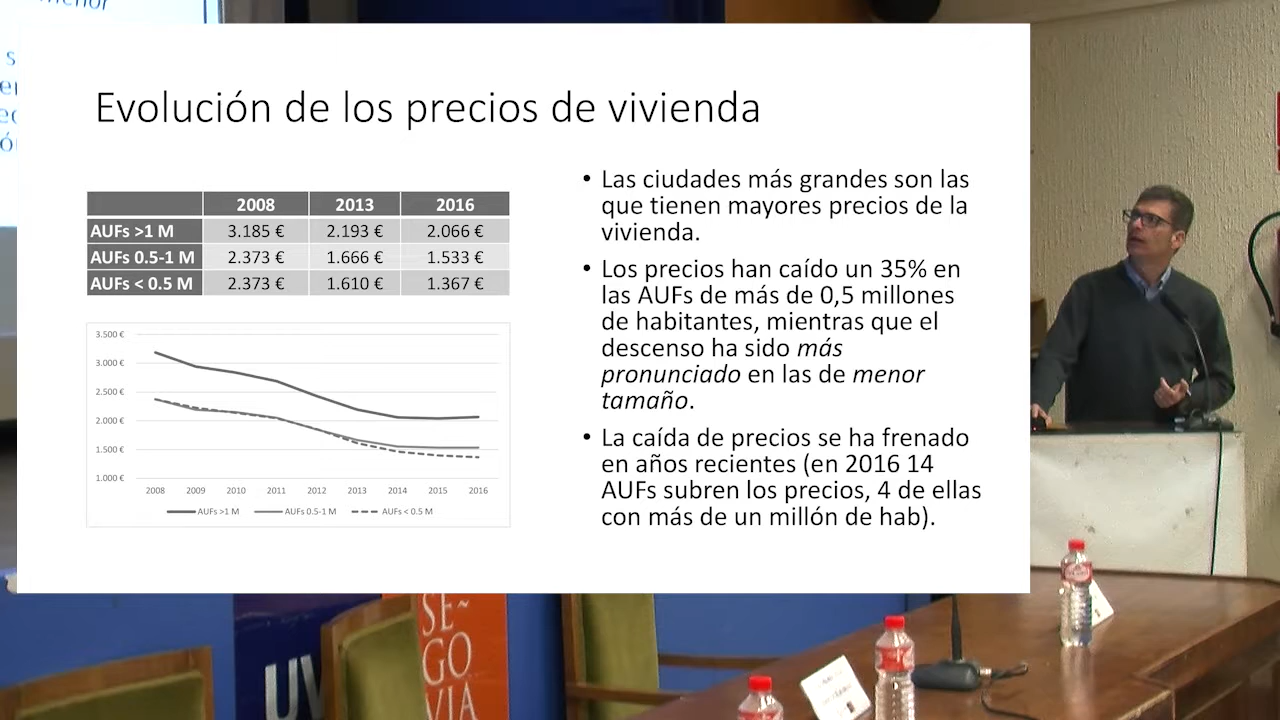 menor
Evolución de los precios de vivienda
2008 2013 2016
AUFs >1 M 3.185 € 2.193 € 2.066 €
AUFs 0.5-1 M 2.373 € 1.666 € 1.533 €
AUFs < 0.5 M 2.373 € 1.610 € 1.367 €
3.500 €
3.000 €
2.500 €
2.000 €
1.500 €
1.000 €
2008 2009 2010 2011 2012 2013 2014 2015 2016
AUFs >1 M AUFs 0.5-1 M AUFs < 0.5 M
• Las ciudades más grandes son las
que tienen mayores precios de la
vivienda.
• Los precios han caído un 35% en
las AUFs de más de 0,5 millones
de habitantes, mientras que el
descenso ha sido más
pronunciado en las de menor
tamaño.
• La caída de precios se ha frenado
en años recientes (en 2016 14
AUFs subren los precios, 4 de ellas
con más de un millón de hab).
UV
SE~
GO
VIA